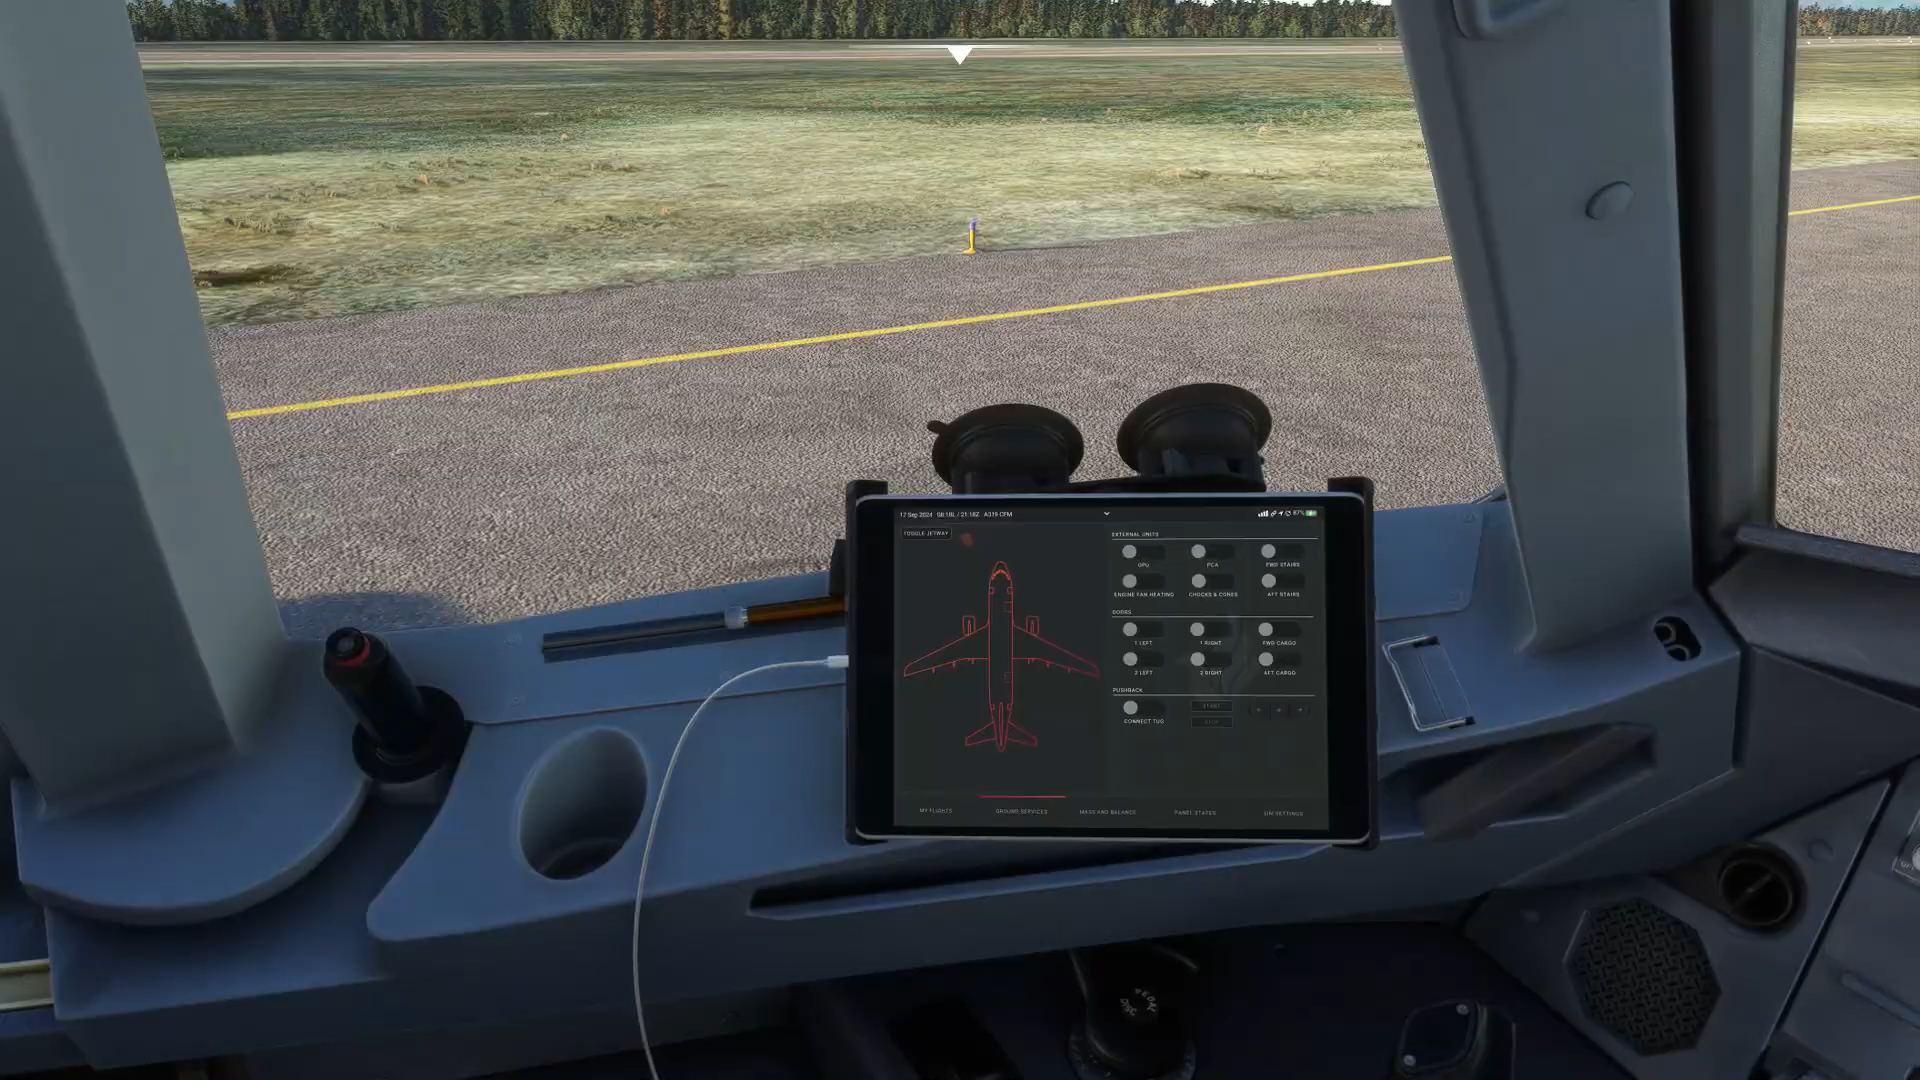 17 Sep 2024 08:18L / 21:18Z A319 CFM
87%
TOGGLE JETWAY
EXTERNAL UNITS
GPU PCA FWD STAIRS
ENGINE FAN HEATING CHOCKS & CONES AFT STAIRS
DOORS
1 LEFT 1 RIGHT FWD CARGO
2 LEFT 2 RIGHT AFT CARGO
PUSHBACK
START
CONNECT TUG STOP
MY FLIGHTS GROUND SERVICES MASS AND BALANCE PANEL STATES SIM SETTINGS